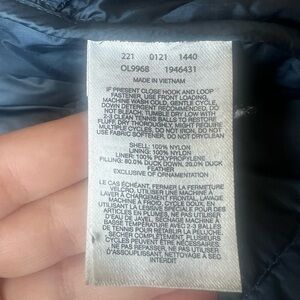 221 0121 1440
OL9968 1946431
MADE IN VIETNAM
IF PRESENT CLOSE HOOK AND LOOP
FASTENER, USE FRONT LOADING,
MACHINE WASH COLD, GENTLE CYCLE,
DOWN DETERGENT RECOMMENDED, DO
NOT BLEACH, TUMBLE DRY LOW WITH
2-3 CLEAN TENNIS BALLS TO RESTORE
FLUFF, DRY THOROUGHLY, MIGHT REQUIRE
MULTIPLE CYCLES, DO NOT IRON, DO NOT
USE FABRIC SOFTENER, DO NOT DRY CLEAN
SHELL: 100% NYLON
LINING: 100% NYLON
LINER: 100% POLYPROPYLENE
FILLING: 80.0% DUCK DOWN, 20.0% DUCK
FEATHER
EXCLUSIVE OF ORNAMENTATION
LE CAS ÉCHÉANT, FERMER LA FERMETURE
VELCRO, UTILISER UNE MACHINE À
LAVER À CHARGEMENT FRONTAL, LAVAGE
MACHINE À FROID, CYCLE DOUX, EN
UTILISANT UN DÉTERGENT SPÉCIAL
ARTICLES EN PLUMES, NE PAS UTILISER
D'EAU DE JAVEL, SÉCHAGE MACHINE À
BASSE TEMPÉRATURE AVEC 2-3 BALLES
DE TENNIS POUR RÉTABLIR LE PELUCHAGE,
SÉCHER COMPLÈTEMENT, PLUSIEURS
CYCLES PEUVENT ÊTRE NÉCESSAIRES,
NE PAS REPASSER, NE PAS UTILISER
D'ASSOUPLISSANT, NETTOYAGE À SEC
INTERDIT